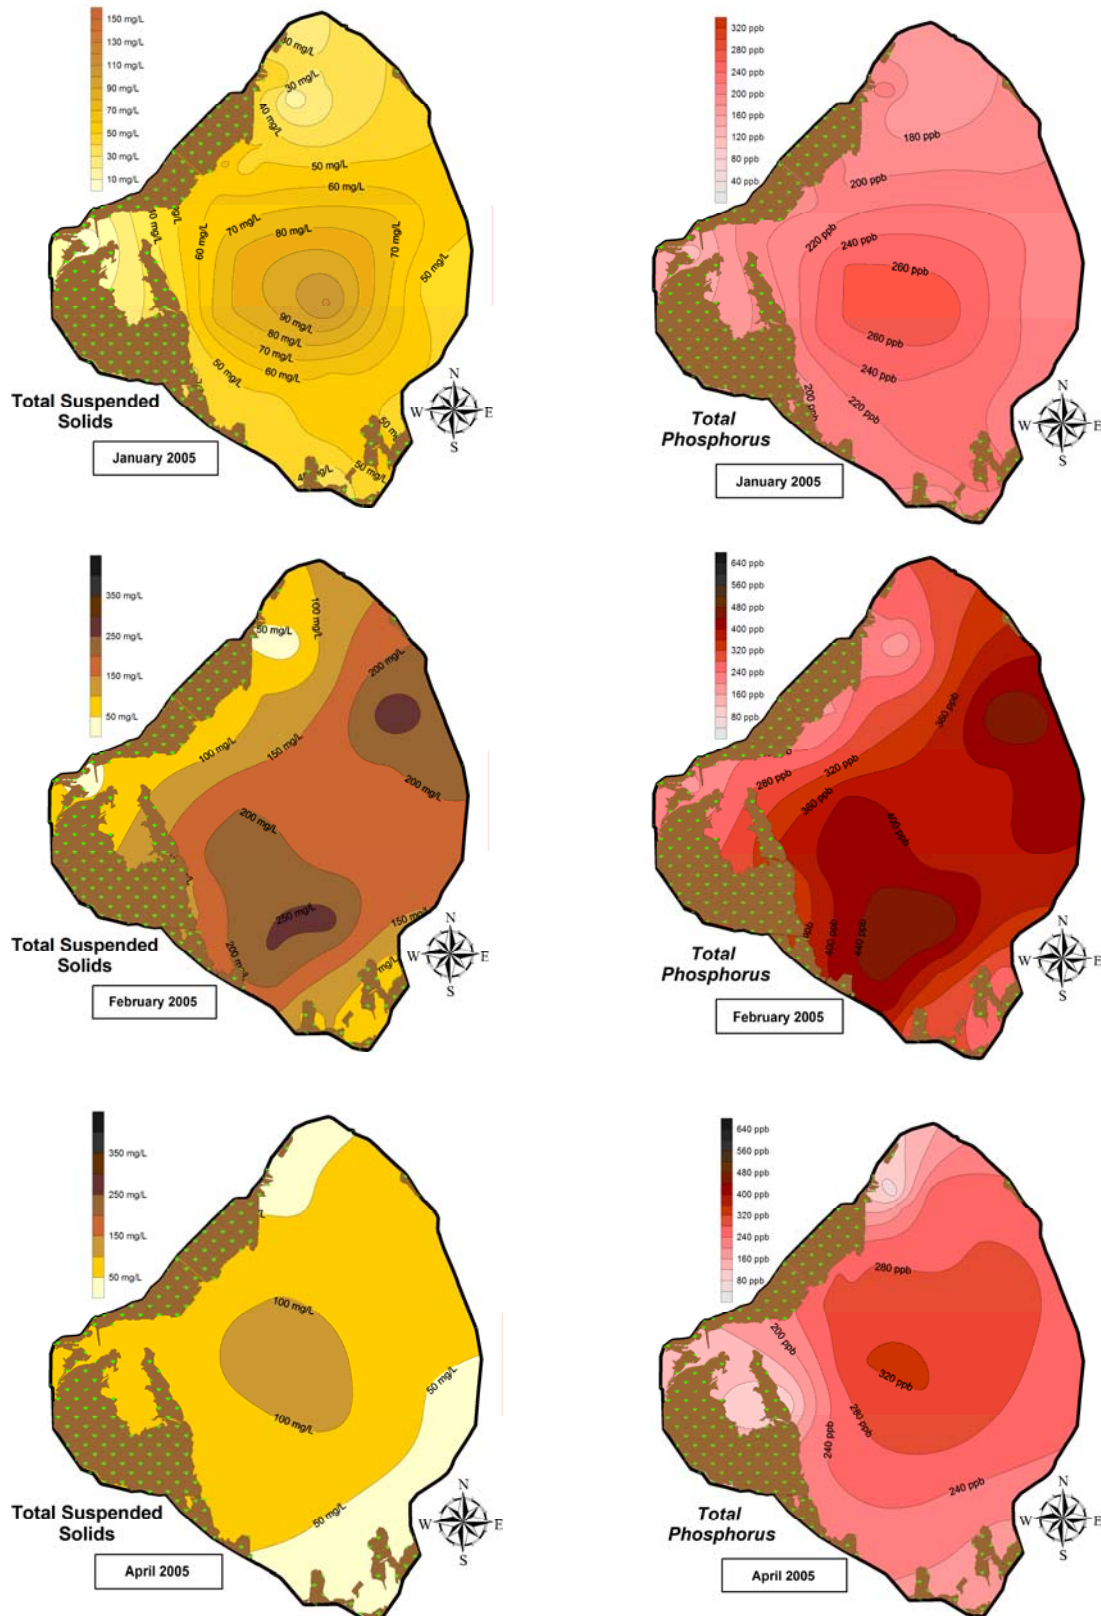 150 mg/L
130 mg/L
110 mg/L
90 mg/L
70 mg/L
50 mg/L
30 mg/L
10 mg/L
30 mg/L
40 mg/L
50 mg/L
60 mg/L
70 mg/L
80 mg/L
60 mg/L
70 mg/L
50 mg/L
90 mg/L
80 mg/L
70 mg/L
60 mg/L
50 mg/L
N
W E
S
Total Suspended
Solids
January 2005
320 ppb
280 ppb
240 ppb
200 ppb
160 ppb
120 ppb
80 ppb
40 ppb
180 ppb
200 ppb
220 ppb
240 ppb
260 ppb
260 ppb
240 ppb
220 ppb
200 ppb
N
W E
S
Total
Phosphorus
January 2005
350 mg/L
250 mg/L
150 mg/L
50 mg/L
100 mg/L
50 mg/L
200 mg/L
100 mg/L
150 mg/L
200 mg/L
200 mg/L
250 mg/L
150 mg/L
N
W E
S
Total Suspended
Solids
February 2005
640 ppb
560 ppb
480 ppb
400 ppb
320 ppb
240 ppb
160 ppb
80 ppb
360 ppb
320 ppb
280 ppb
360 ppb
400 ppb
400 ppb
440 ppb
N
W E
S
Total
Phosphorus
February 2005
350 mg/L
250 mg/L
150 mg/L
50 mg/L
100 mg/L
50 mg/L
100 mg/L
50 mg/L
N
W E
S
Total Suspended
Solids
April 2005
640 ppb
560 ppb
480 ppb
400 ppb
320 ppb
240 ppb
160 ppb
80 ppb
280 ppb
200 ppb
320 ppb
280 ppb
240 ppb
240 ppb
N
W E
S
Total
Phosphorus
April 2005